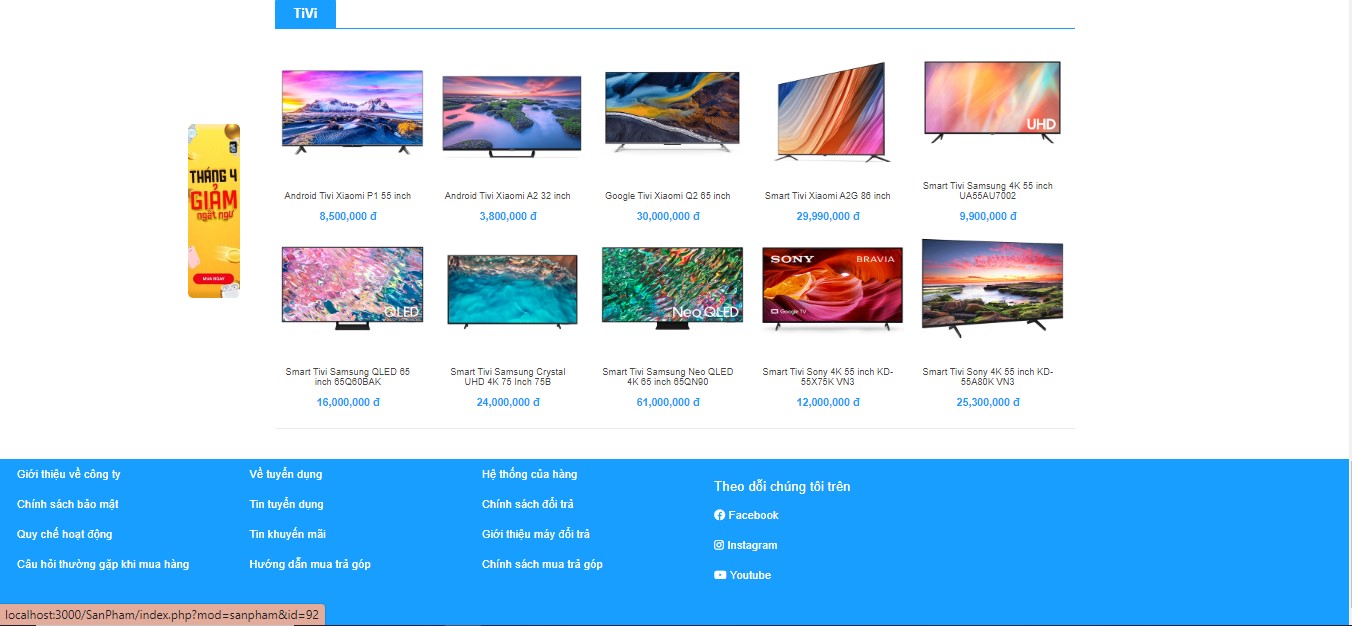 TiVi
THÁNG 4
GIẢM
ngất ngư
MUA NGAY
UHD
Android Tivi Xiaomi P1 55 inch
8,500,000 đ
Android Tivi Xiaomi A2 32 inch
3,800,000 đ
Google Tivi Xiaomi Q2 65 inch
30,000,000 đ
Smart Tivi Xiaomi A2G 86 inch
29,990,000 đ
Smart Tivi Samsung 4K 55 inch
UA55AU7002
9,900,000 đ
QLED
Neo QLED
SONY
BRAVIA
Google TV
Smart Tivi Samsung QLED 65
inch 65Q60BAK
16,000,000 đ
Smart Tivi Samsung Crystal
UHD 4K 75 Inch 75B
24,000,000 đ
Smart Tivi Samsung Neo QLED
4K 65 inch 65QN90
61,000,000 đ
Smart Tivi Sony 4K 55 inch KD-
55X75K VN3
12,000,000 đ
Smart Tivi Sony 4K 55 inch KD-
55A80K VN3
25,300,000 đ
Giới thiệu về công ty
Chính sách bảo mật
Quy chế hoạt động
Câu hỏi thường gặp khi mua hàng
Về tuyển dụng
Tin tuyển dụng
Tin khuyến mãi
Hướng dẫn mua trả góp
Hệ thống của hàng
Chính sách đổi trả
Giới thiệu máy đổi trả
Chính sách mua trả góp
Theo dỗi chúng tôi trên
Facebook
Instagram
Youtube
localhost:3000/SanPham/index.php?mod=sanpham&id=92